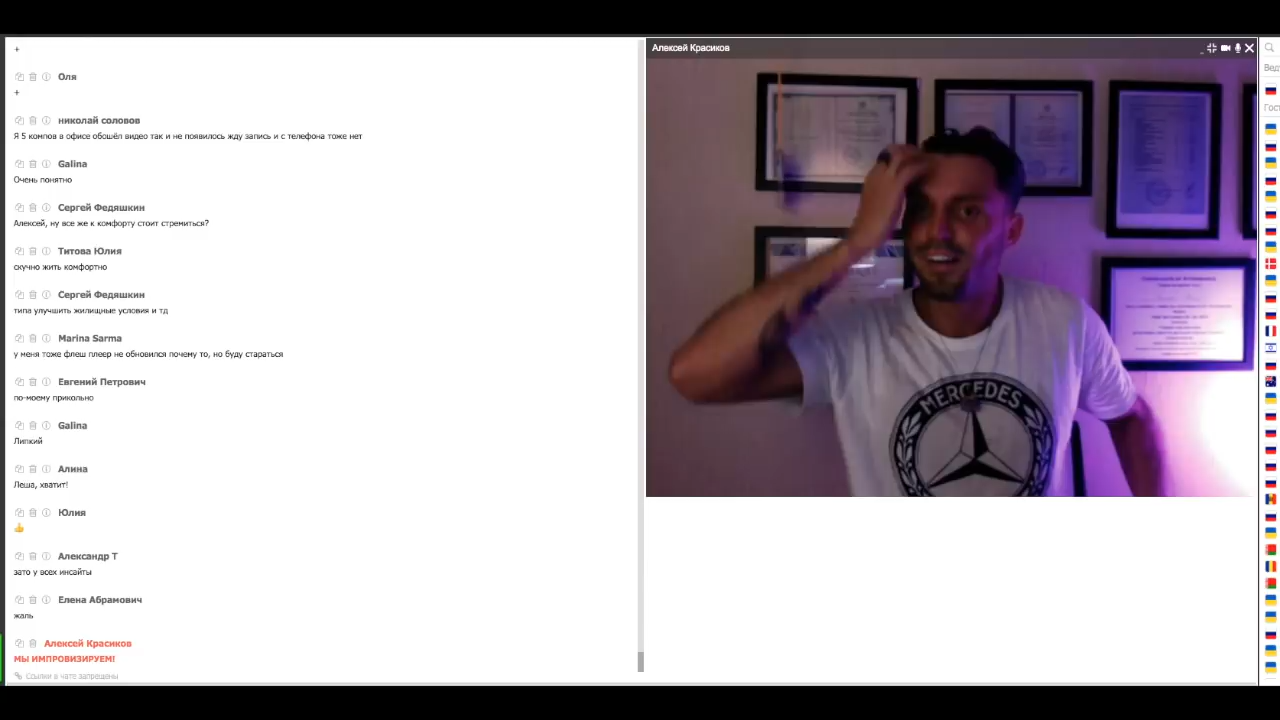 +
Оля
+
николай соловов
Я 5 компов в офисе обошёл видео так и не появилось жду запись и с телефона тоже нет
Galina
Очень понятно
Сергей Федяшкин
Алексей, ну все же к комфорту стоит стремиться?
Титова Юлия
скучно жить комфортно
Сергей Федяшкин
типа улучшить жилищные условия и тд
Marina Sarma
у меня тоже флеш плеер не обновился почему то, но буду стараться
Евгений Петрович
по-моему прикольно
Galina
Липкий
Алина
Леша, хватит!
Юлия
👍
Александр Т
зато у всех инсайты
Елена Абрамович
жаль
Алексей Красиков
МЫ ИМПРОВИЗИРУЕМ!
Ссылки в чате запрещены
Алексей Красиков
MERCEDES
BENZ
Вед
Гост